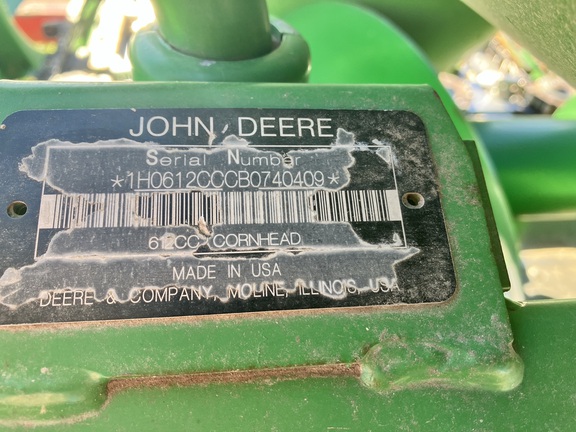 JOHN DEERE
Serial Number
*1H0612CCCB0740409*
612CC CORNHEAD
MADE IN USA
DEERE & COMPANY, MOLINE, ILLINOIS, USA